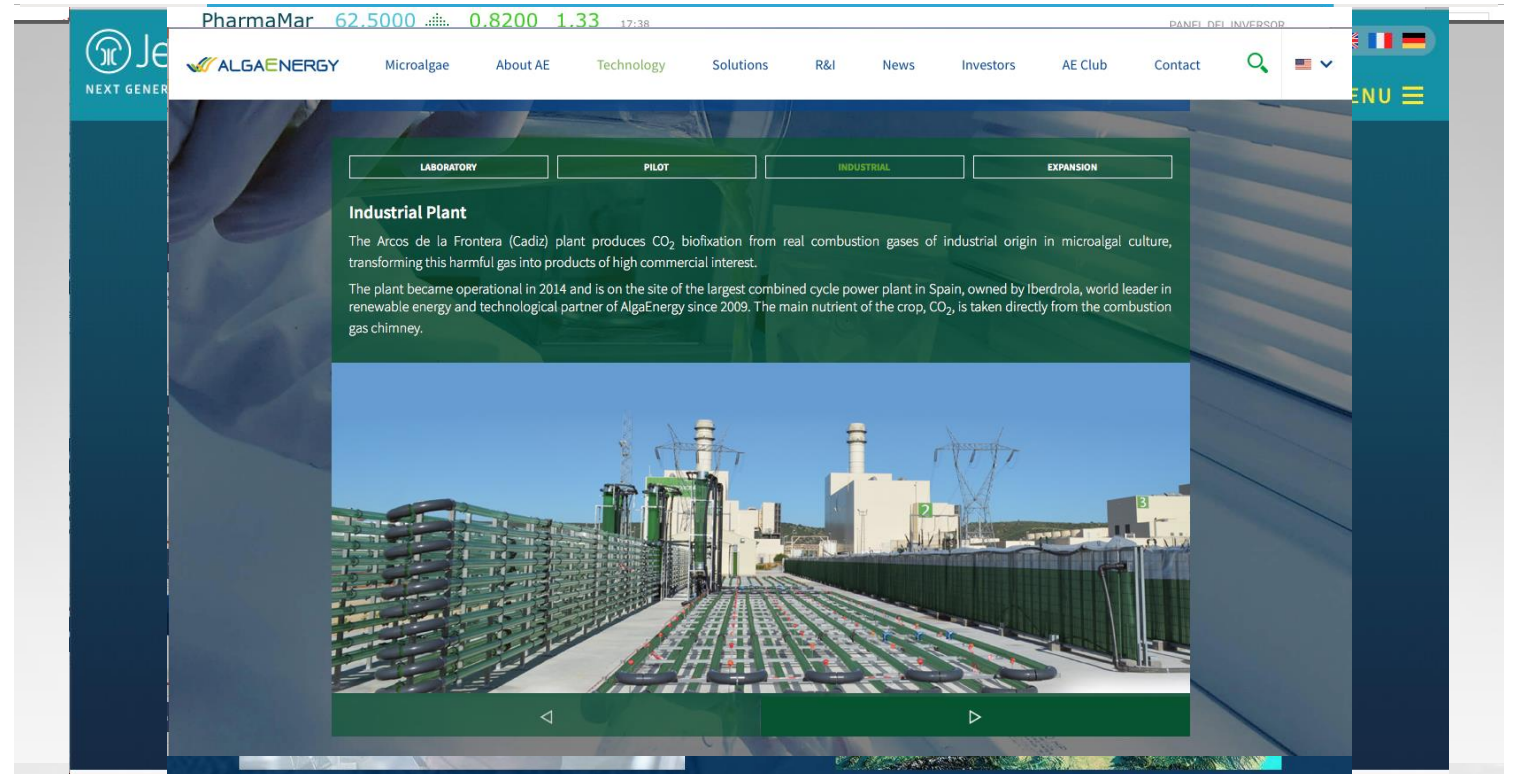 PharmaMar 62.5000 0.8200 1.33 17:38
PANEL DEL INVERSOR
Je
NEXT GENER
ENU
ALGAENERGY
Microalgae About AE Technology Solutions R&I News Investors AE Club Contact
LABORATORY PILOT INDUSTRIAL EXPANSION
Industrial Plant
The Arcos de la Frontera (Cadiz) plant produces CO2 biofixation from real combustion gases of industrial origin in microalgal culture,
transforming this harmful gas into products of high commercial interest.
The plant became operational in 2014 and is on the site of the largest combined cycle power plant in Spain, owned by Iberdrola, world leader in
renewable energy and technological partner of AlgaEnergy since 2009. The main nutrient of the crop, CO2, is taken directly from the combustion
gas chimney.
2
3